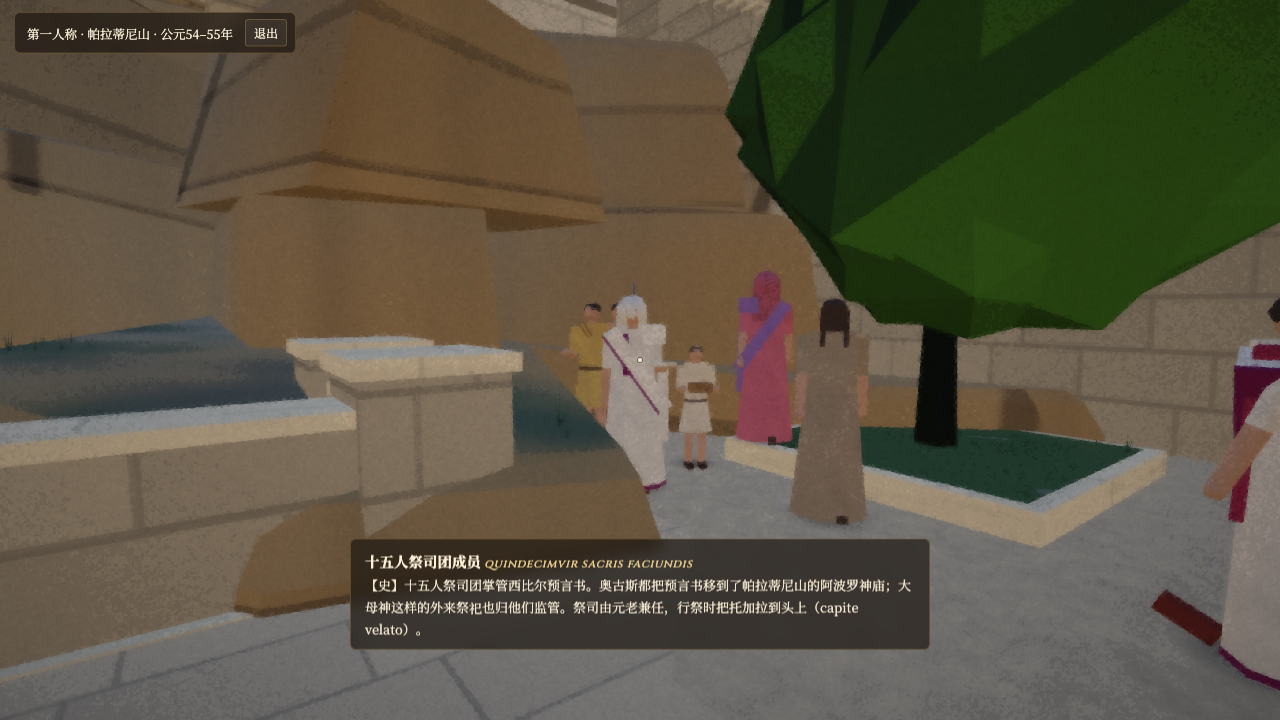 第一人称 · 帕拉蒂尼山 · 公元54–55年 退出
十五人祭司团成员 QUINDECIMVIR SACRIS FACIUNDIS
【史】十五人祭司团掌管西比尔预言书。奥古斯都把预言书移到了帕拉蒂尼山的阿波罗神庙；大
母神这样的外来祭祀也归他们监管。祭司由元老兼任，行祭时把托加拉到头上（capite
velato）。